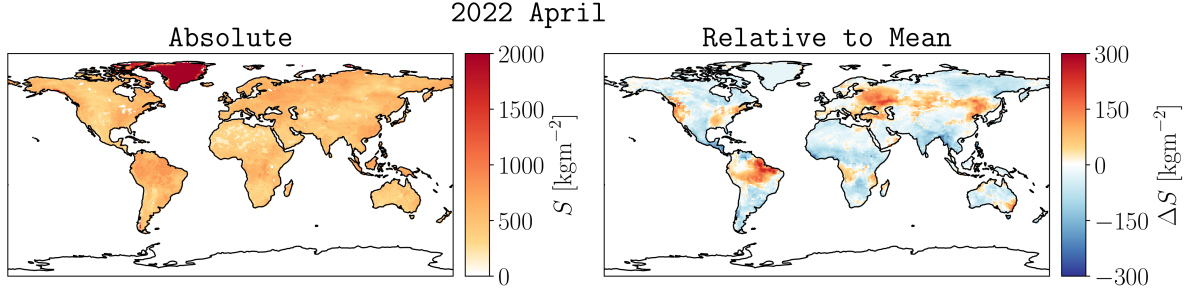 2022 April
Absolute
Relative to Mean
2000
1500
1000
500
0
S [kgm⁻²]
300
150
0
−150
−300
ΔS [kgm⁻²]